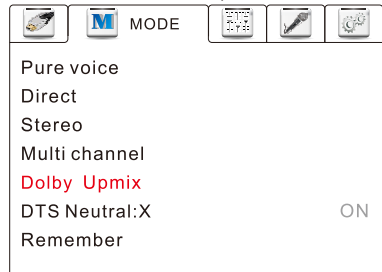 M MODE
Pure voice
Direct
Stereo
Multi channel
Dolby Upmix
DTS Neutral:X ON
Remember